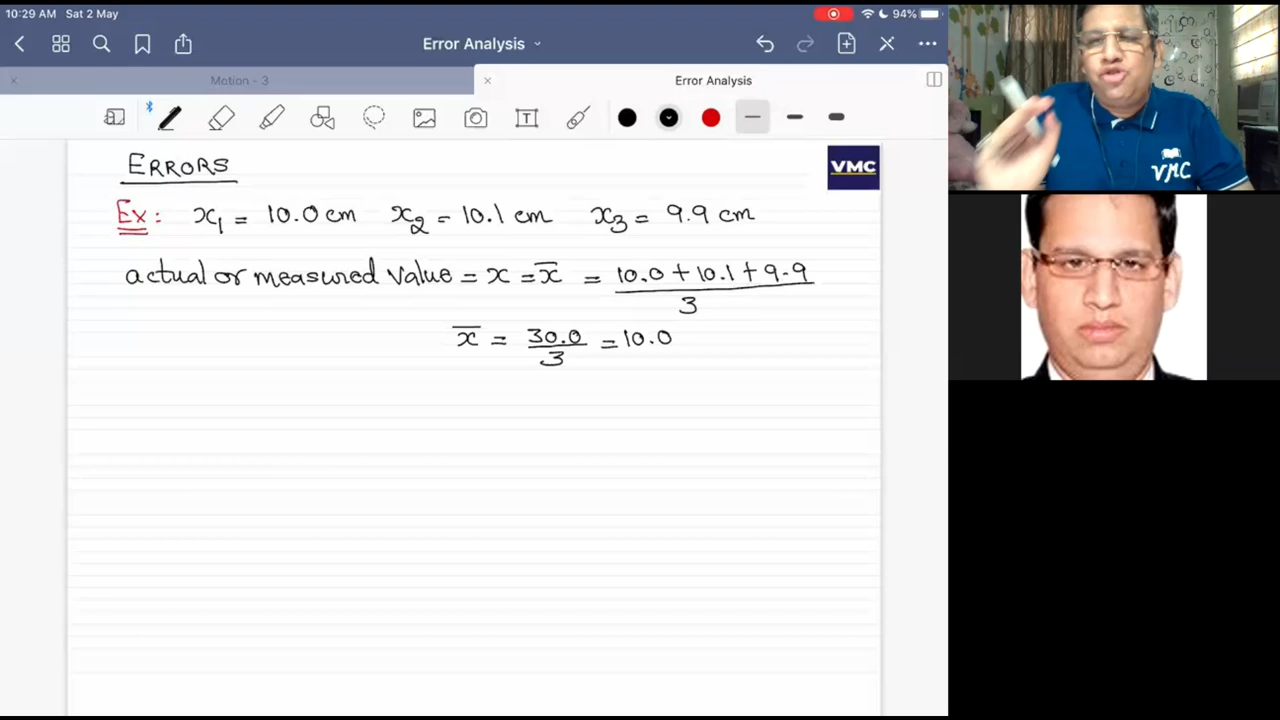 10:29 AM Sat 2 May
94%
Error Analysis
Motion - 3
Error Analysis
T
ERRORS
VMC
Ex: x₁ = 10.0 cm x₂ = 10.1 cm x₃ = 9.9 cm
actual or measured value = x = x̅ = (10.0 + 10.1 + 9.9)/3
x̅ = 30.0/3 = 10.0
VMC